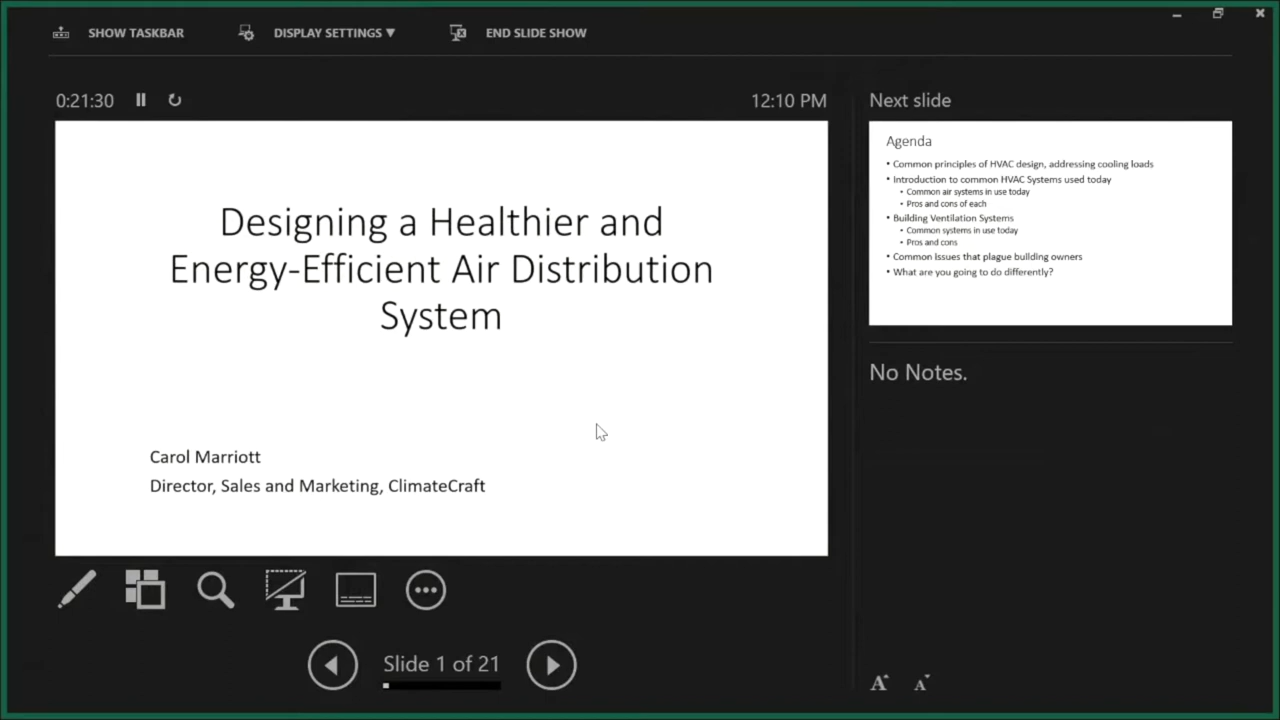 SHOW TASKBAR
DISPLAY SETTINGS ▼
END SLIDE SHOW
0:21:30
12:10 PM
Designing a Healthier and
Energy-Efficient Air Distribution
System
Carol Marriott
Director, Sales and Marketing, ClimateCraft
Slide 1 of 21
Next slide
Agenda
• Common principles of HVAC design, addressing cooling loads
• Introduction to common HVAC Systems used today
• Common air systems in use today
• Pros and cons of each
• Building Ventilation Systems
• Common systems in use today
• Pros and cons
• Common issues that plague building owners
• What are you going to do differently?
No Notes.
A A